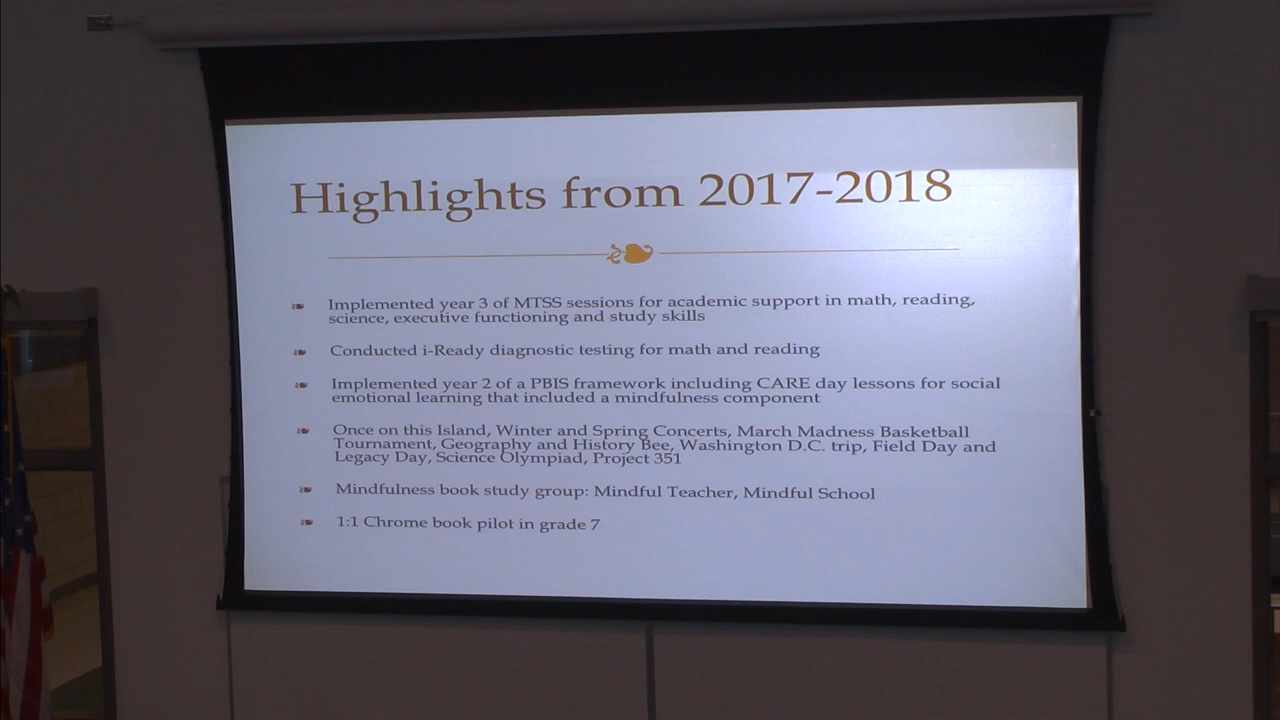 Highlights from 2017-2018
Implemented year 3 of MTSS sessions for academic support in math, reading,
science, executive functioning and study skills
Conducted i-Ready diagnostic testing for math and reading
Implemented year 2 of a PBIS framework including CARE day lessons for social
emotional learning that included a mindfulness component
Once on this Island, Winter and Spring Concerts, March Madness Basketball
Tournament, Geography and History Bee, Washington D.C. trip, Field Day and
Legacy Day, Science Olympiad, Project 351
Mindfulness book study group: Mindful Teacher, Mindful School
1:1 Chrome book pilot in grade 7